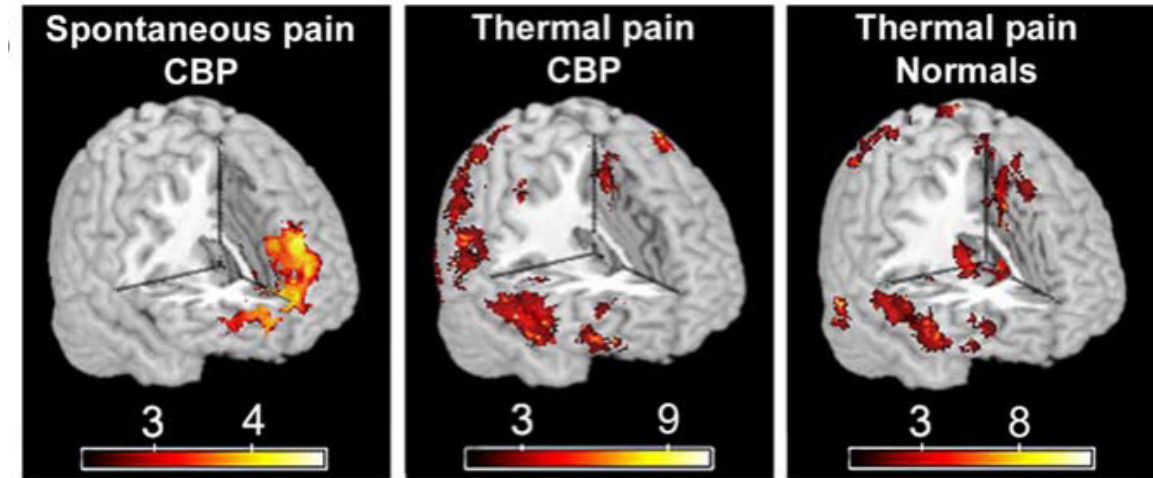 Spontaneous pain
CBP
Thermal pain
CBP
Thermal pain
Normals
3 4
3 9
3 8